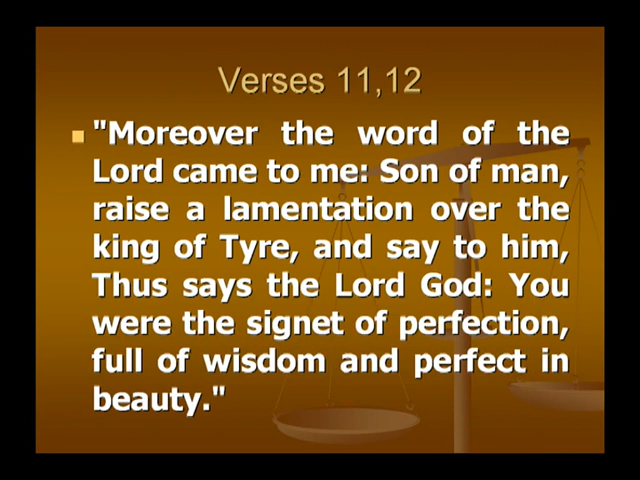 Verses 11,12
"Moreover the word of the
Lord came to me: Son of man,
raise a lamentation over the
king of Tyre, and say to him,
Thus says the Lord God: You
were the signet of perfection,
full of wisdom and perfect in
beauty."